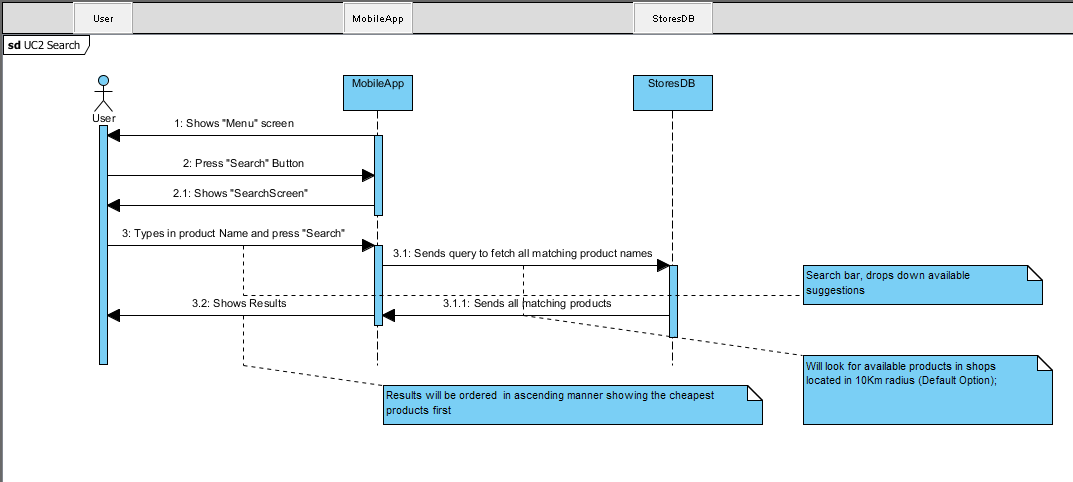 User
MobileApp
StoresDB
sd UC2 Search
MobileApp
StoresDB
User
1: Shows "Menu" screen
2: Press "Search" Button
2.1: Shows "SearchScreen"
3: Types in product Name and press "Search"
3.1: Sends query to fetch all matching product names
Search bar, drops down available
suggestions
3.2: Shows Results
3.1.1: Sends all matching products
Will look for available products in shops
located in 10Km radius (Default Option);
Results will be ordered in ascending manner showing the cheapest
products first